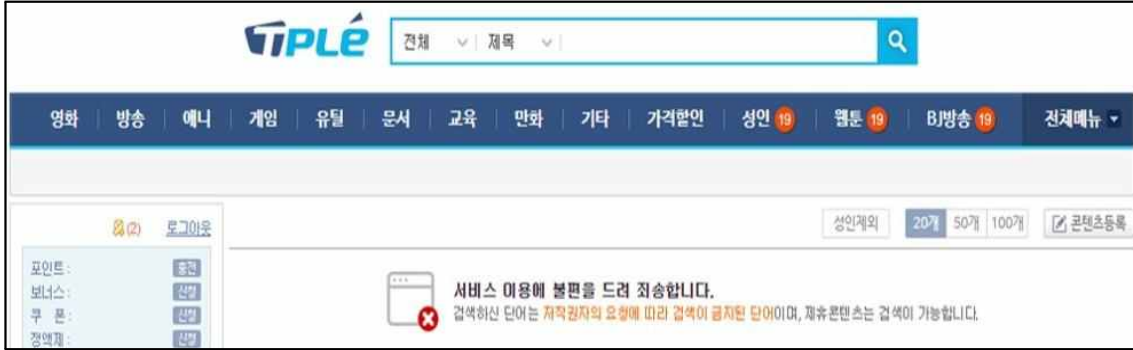 TPLé 전체 제목
영화 방송 애니 게임 유틸 문서 교육 만화 기타 가격할인 성인 19 웹툰 19 BJ방송 19 전체메뉴
(2) 로그아웃
성인제외 20개 50개 100개 콘텐츠등록
포인트 : 충전
보너스 : 신청
쿠 폰 : 신청
정액제 : 신청
서비스 이용에 불편을 드려 죄송합니다.
검색하신 단어는 저작권자의 요청에 따라 검색이 금지된 단어이며, 제휴콘텐츠는 검색이 가능합니다.